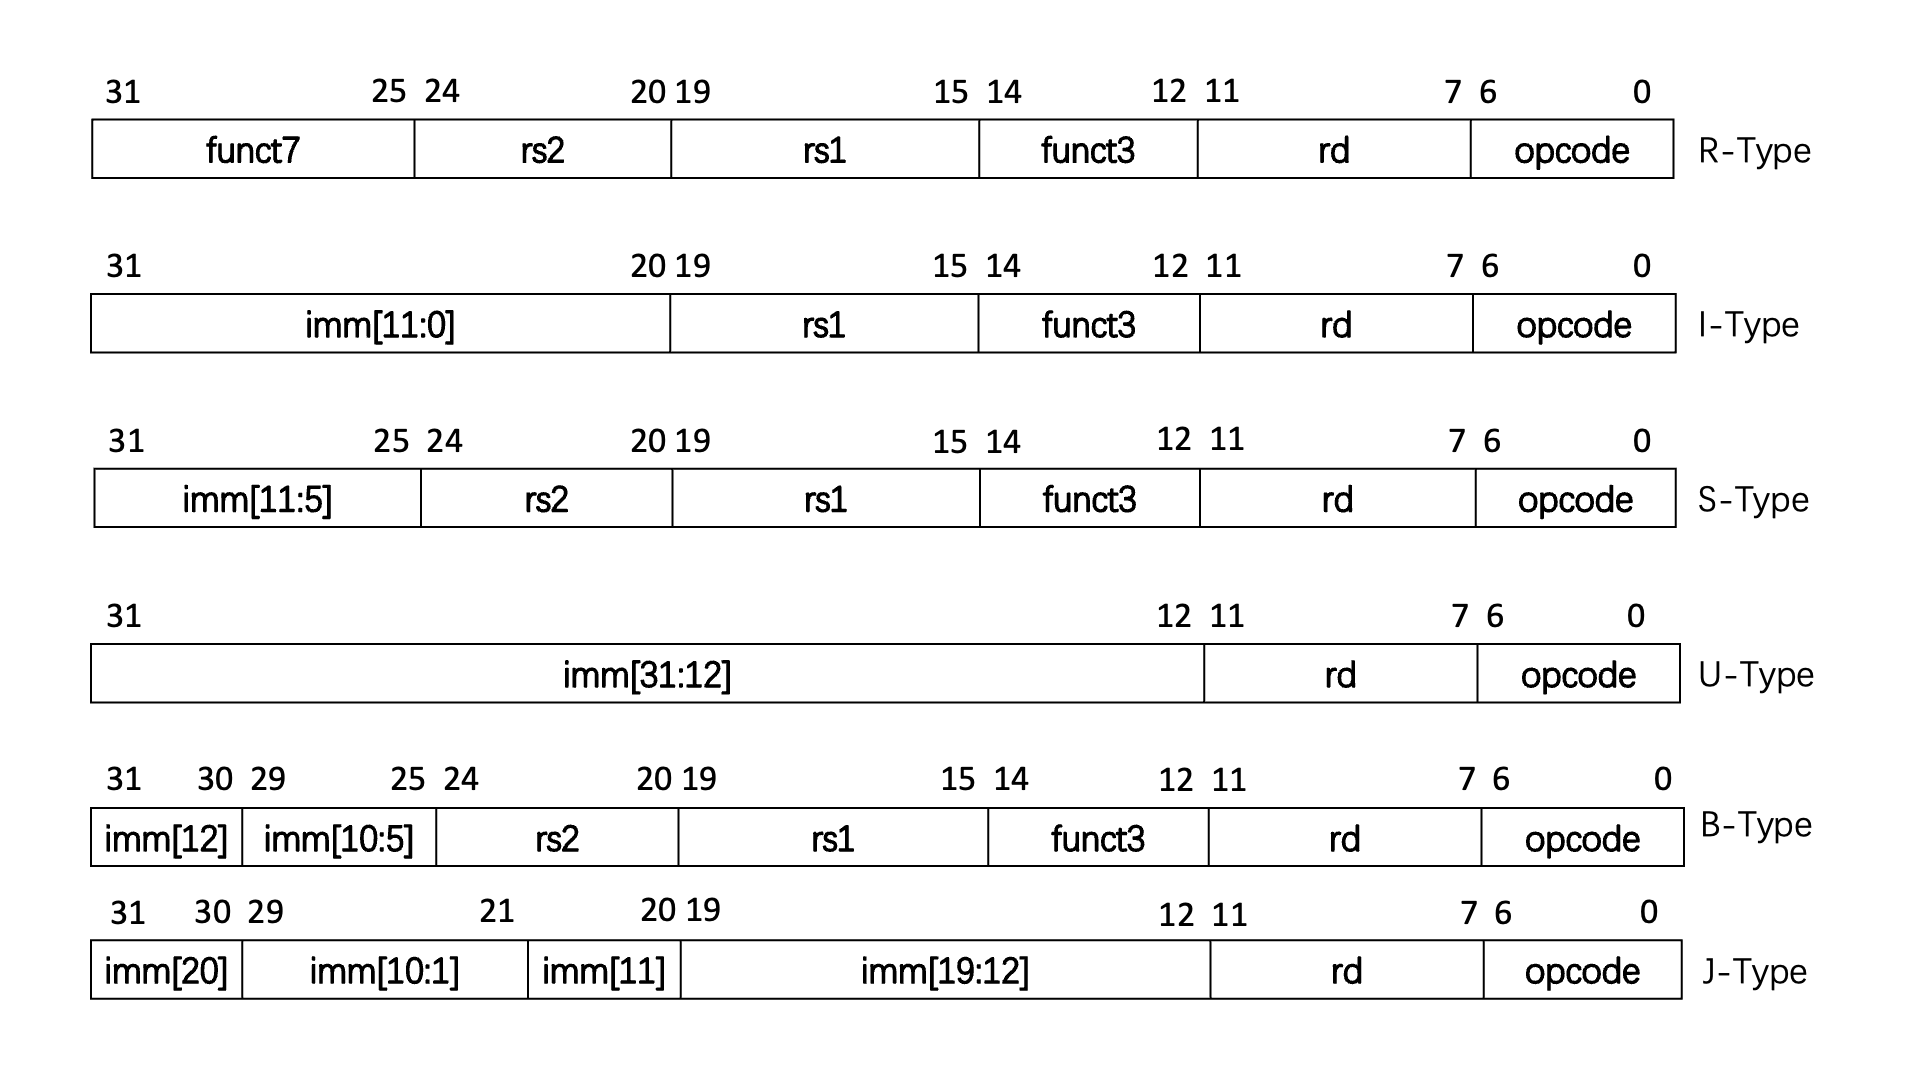 31 25 24 20 19 15 14 12 11 7 6 0
funct7 rs2 rs1 funct3 rd opcode R-Type
31 20 19 15 14 12 11 7 6 0
imm[11:0] rs1 funct3 rd opcode I-Type
31 25 24 20 19 15 14 12 11 7 6 0
imm[11:5] rs2 rs1 funct3 rd opcode S-Type
31 12 11 7 6 0
imm[31:12] rd opcode U-Type
31 30 29 25 24 20 19 15 14 12 11 7 6 0
imm[12] imm[10:5] rs2 rs1 funct3 rd opcode B-Type
31 30 29 21 20 19 12 11 7 6 0
imm[20] imm[10:1] imm[11] imm[19:12] rd opcode J-Type